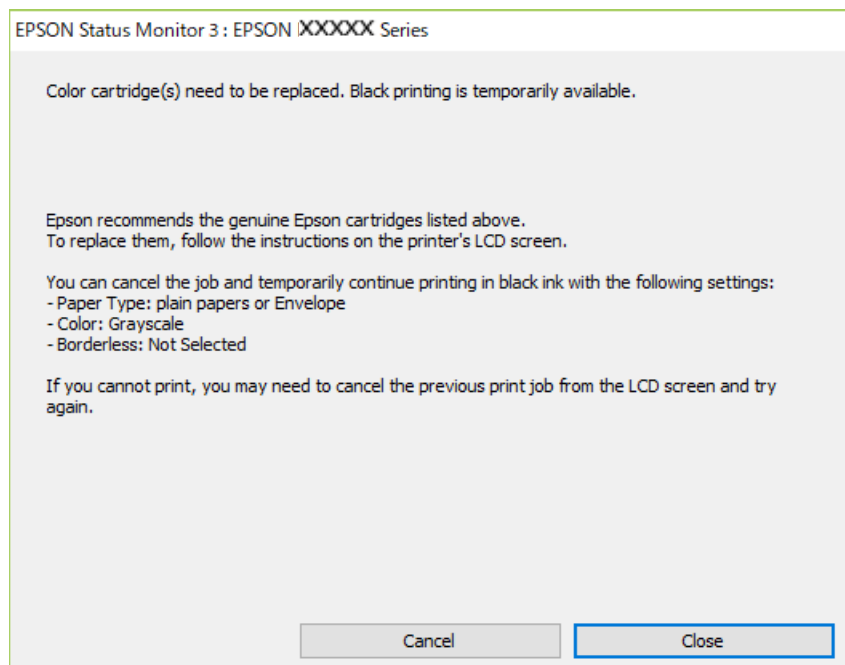 EPSON Status Monitor 3 : EPSON XXXXX Series
Color cartridge(s) need to be replaced. Black printing is temporarily available.
Epson recommends the genuine Epson cartridges listed above.
To replace them, follow the instructions on the printer's LCD screen.
You can cancel the job and temporarily continue printing in black ink with the following settings:
- Paper Type: plain papers or Envelope
- Color: Grayscale
- Borderless: Not Selected
If you cannot print, you may need to cancel the previous print job from the LCD screen and try
again.
Cancel
Close